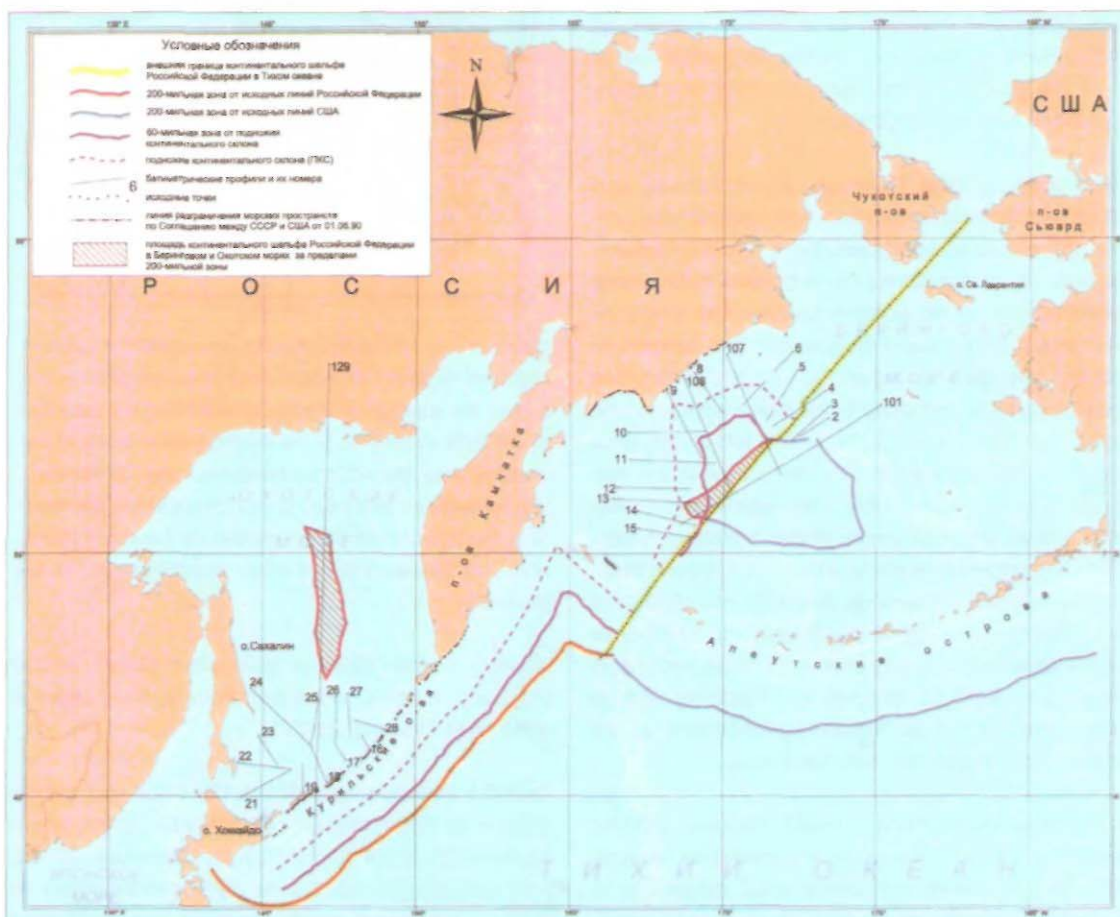 Условные обозначения
внешняя граница континентального шельфа
Российской Федерации в Тихом океане
200-мильная зона от исходных линий Российской Федерации
200-мильная зона от исходных линий США
60-мильная зона от подножия
континентального склона
подножие континентального склона (ПКС)
батиметрические профили и их номера
6
исходные точки
линия разграничения морских пространств
по Соглашению между СССР и США от 01.06.90
площадь континентального шельфа Российской Федерации
в Беринговом и Охотском морях за пределами
200-мильной зоны
N
США
Чукотский
п-ов
п-ов
Сьюард
о. Св. Лаврентия
РОССИЯ
129
107
6
5
8
108
9
4
3
2
101
10
11
12
13
14
15
п-ов Камчатка
о.Сахалин
Алеутские острова
24
25
26
27
28
23
22
21
16
17
18
19
Курильские о-ова
о. Хоккайдо
ТИХИЙ ОКЕАН